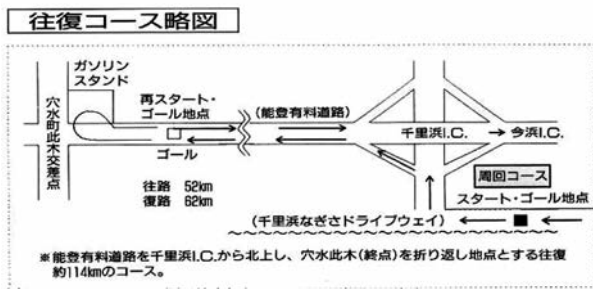 往復コース略図
ガソリン
スタンド
穴水町此木交差点
再スタート・
ゴール地点
(能登有料道路)
千里浜I.C.
今浜I.C.
ゴール
周回コース
スタート・ゴール地点
往路 52km
復路 62km
(千里浜なぎさドライブウェイ)
※能登有料道路を千里浜I.C.から北上し、穴水此木(終点)を折り返し地点とする往復
約114kmのコース。